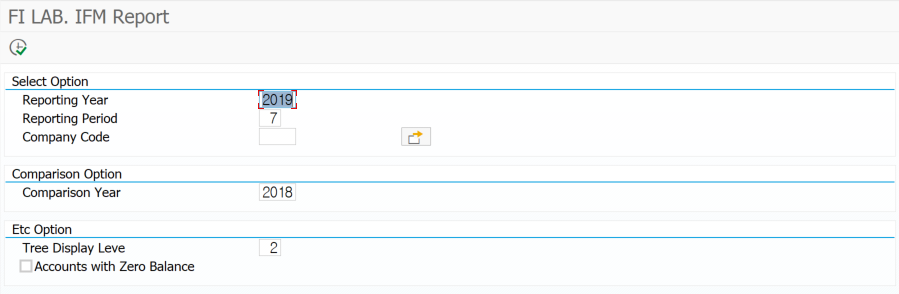 FI LAB. IFM Report
Select Option
Reporting Year 2019
Reporting Period 7
Company Code
Comparison Option
Comparison Year 2018
Etc Option
Tree Display Leve 2
Accounts with Zero Balance